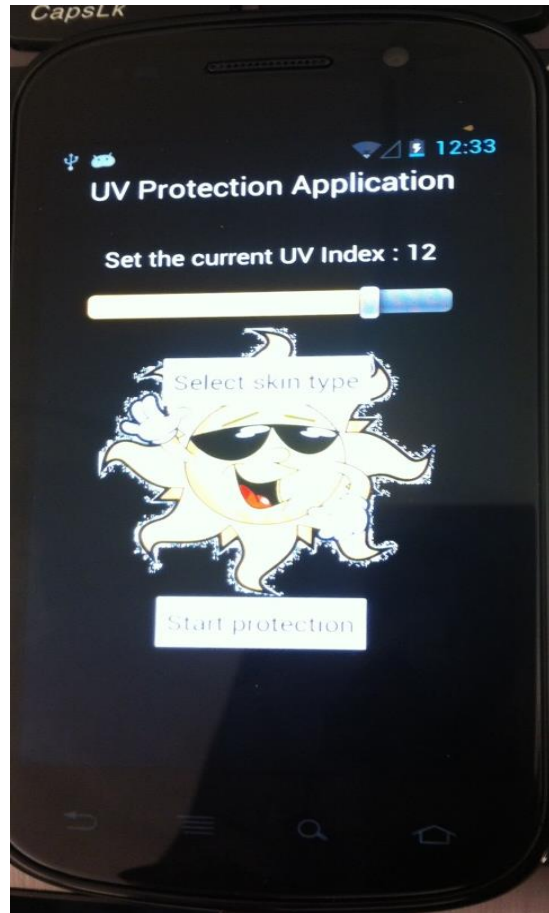 CapsLk
12:33
UV Protection Application
Set the current UV Index : 12
Select skin type
Start protection